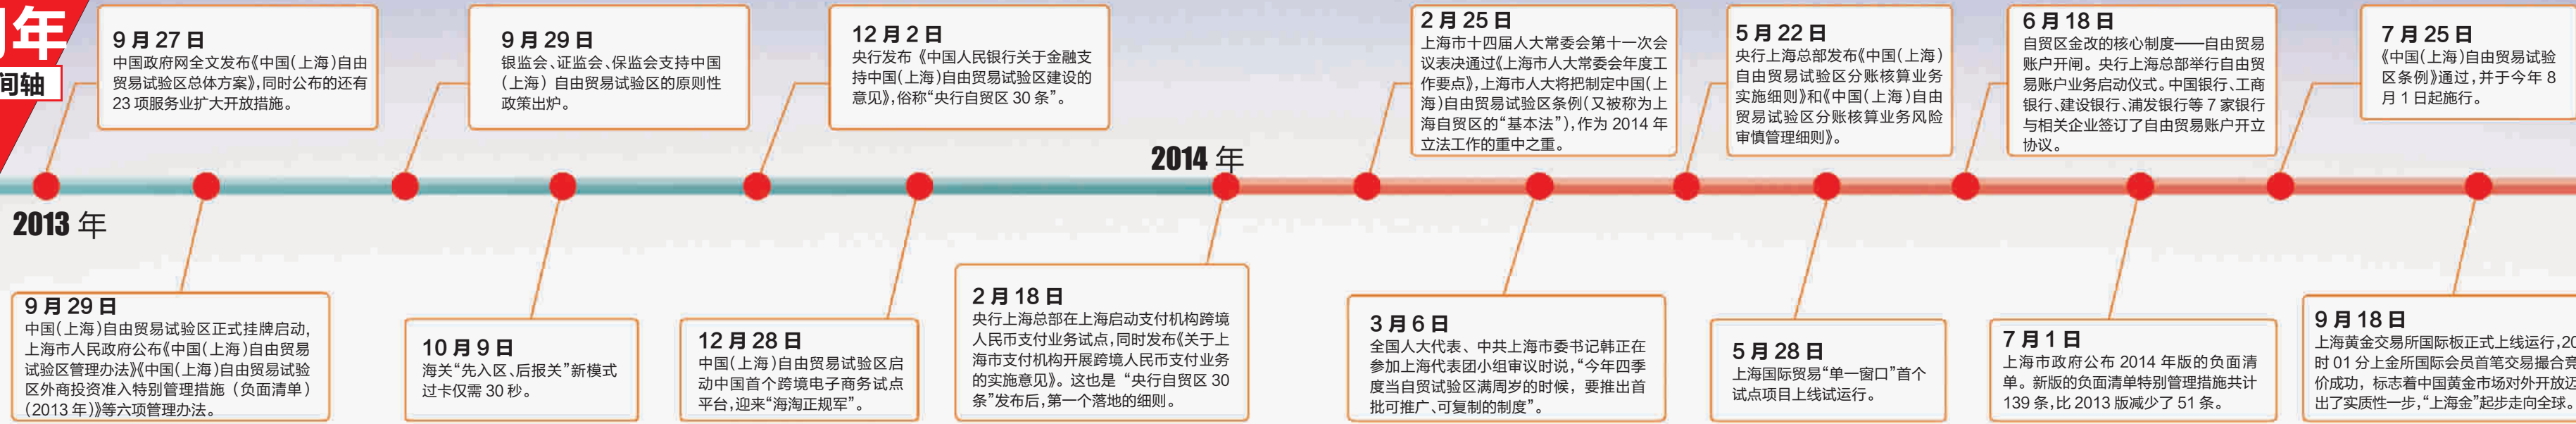 周年
间轴
2013 年
9 月 27 日
中国政府网全文发布《中国(上海)自由
贸易试验区总体方案》,同时公布的还有
23 项服务业扩大开放措施。
9 月 29 日
中国(上海)自由贸易试验区正式挂牌启动,
上海市人民政府公布《中国(上海)自由贸易
试验区管理办法》《中国(上海)自由贸易试验
区外商投资准入特别管理措施(负面清单)
(2013 年)》等六项管理办法。
9 月 29 日
银监会、证监会、保监会支持中国
(上海)自由贸易试验区的原则性
政策出炉。
10 月 9 日
海关“先入区、后报关”新模式
过卡仅需 30 秒。
12 月 2 日
央行发布《中国人民银行关于金融支
持中国(上海)自由贸易试验区建设的
意见》,俗称“央行自贸区 30 条”。
12 月 28 日
中国(上海)自由贸易试验区启
动中国首个跨境电子商务试点
平台,迎来“海淘正规军”。
2014 年
2 月 18 日
央行上海总部在上海启动支付机构跨境
人民币支付业务试点,同时发布《关于上
海市支付机构开展跨境人民币支付业务
的实施意见》。这也是“央行自贸区 30
条”发布后,第一个落地的细则。
2 月 25 日
上海市十四届人大常委会第十一次会
议表决通过《上海市人大常委会年度工
作要点》,上海市人大将把制定中国(上
海)自由贸易试验区条例(又被称为上
海自贸区的“基本法”),作为 2014 年
立法工作的重中之重。
3 月 6 日
全国人大代表、中共上海市委书记韩正在
参加上海代表团小组审议时说,“今年四季
度当自贸试验区满周岁的时候,要推出首
批可推广、可复制的制度”。
5 月 22 日
央行上海总部发布《中国(上海)
自由贸易试验区分账核算业务
实施细则》和《中国(上海)自由
贸易试验区分账核算业务风险
审慎管理细则》。
5 月 28 日
上海国际贸易“单一窗口”首个
试点项目上线试运行。
6 月 18 日
自贸区金改的核心制度——自由贸易
账户开闸。央行上海总部举行自由贸
易账户业务启动仪式。中国银行、工商
银行、建设银行、浦发银行等 7 家银行
与相关企业签订了自由贸易账户开立
协议。
7 月 1 日
上海市政府公布 2014 年版的负面清
单。新版的负面清单特别管理措施共计
139 条,比 2013 版减少了 51 条。
7 月 25 日
《中国(上海)自由贸易试验
区条例》通过,并于今年 8
月 1 日起施行。
9 月 18 日
上海黄金交易所国际板正式上线运行,20
时 01 分上金所国际会员首笔交易撮合竞
价成功,标志着中国黄金市场对外开放迈
出了实质性一步,“上海金”起步走向全球。